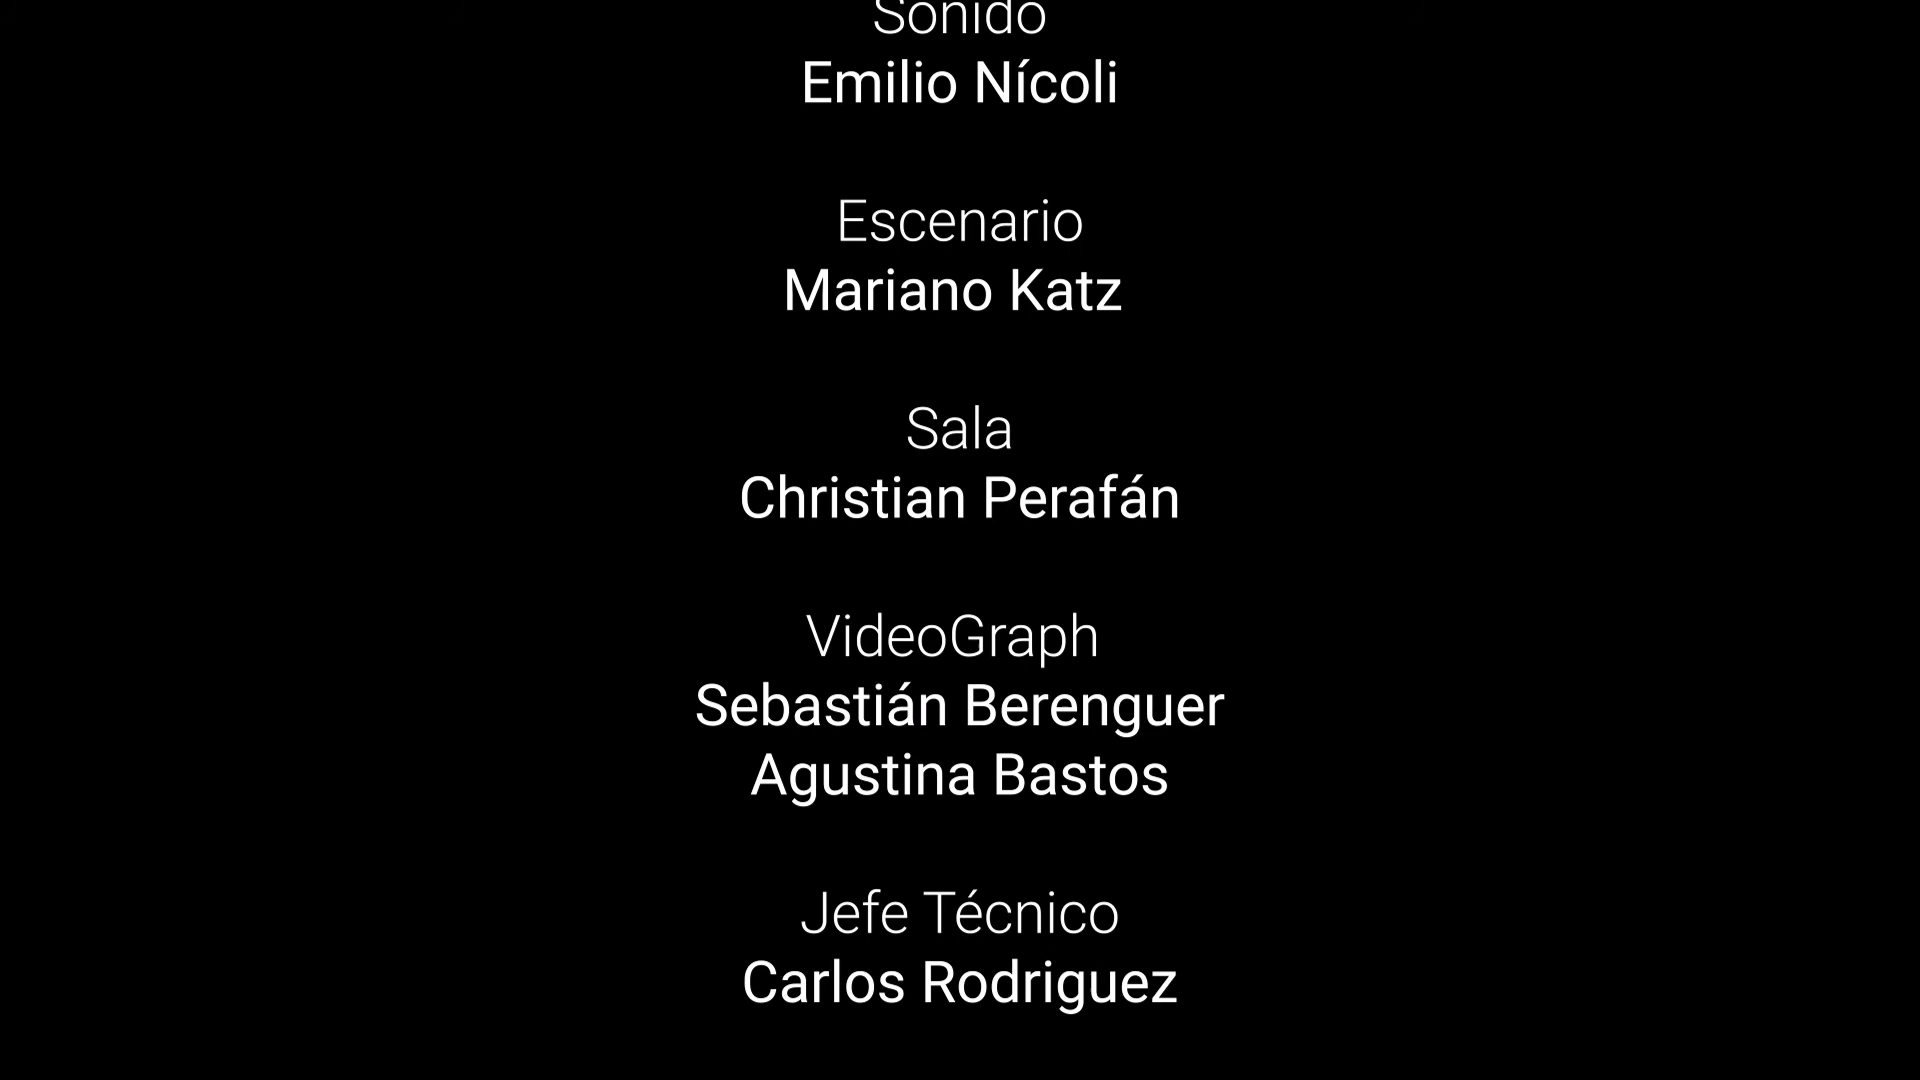 Sonido
Emilio Nícoli
Escenario
Mariano Katz
Sala
Christian Perafán
VideoGraph
Sebastián Berenguer
Agustina Bastos
Jefe Técnico
Carlos Rodriguez